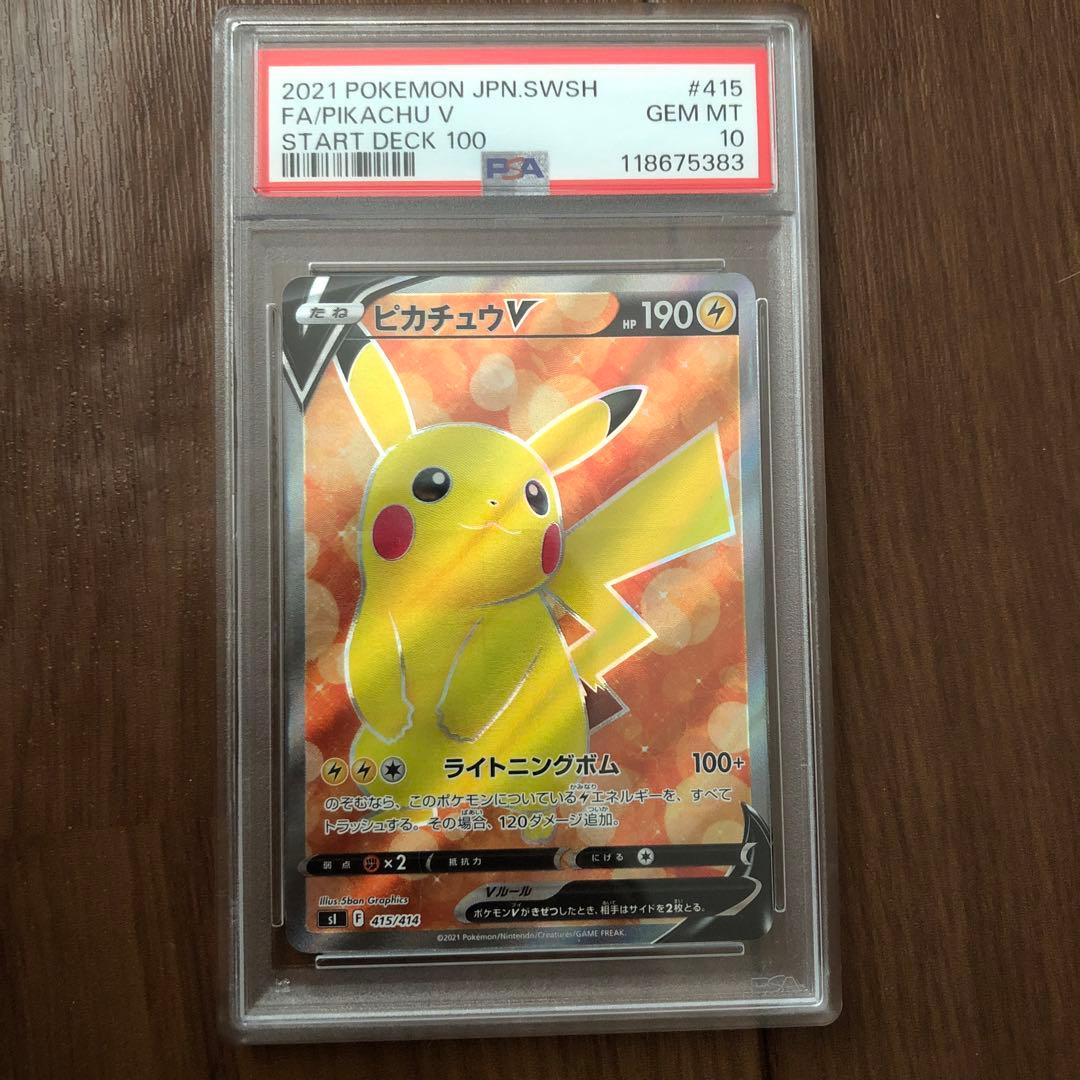 2021 POKEMON JPN.SWSH #415
FA/PIKACHU V GEM MT
START DECK 100 10
PSA 118675383
たね ピカチュウV HP 190
ライトニングボム 100+
のぞむなら、このポケモンについているエネルギーを、すべて
トラッシュする。その場合、120ダメージ追加。
弱点 ×2 抵抗力 にげる
Vルール
ポケモンVがきぜつしたとき、相手はサイドを2枚とる。
Illus.5ban Graphics
sI F 415/414
©2021 Pokémon/Nintendo/Creatures/GAME FREAK.
PSA